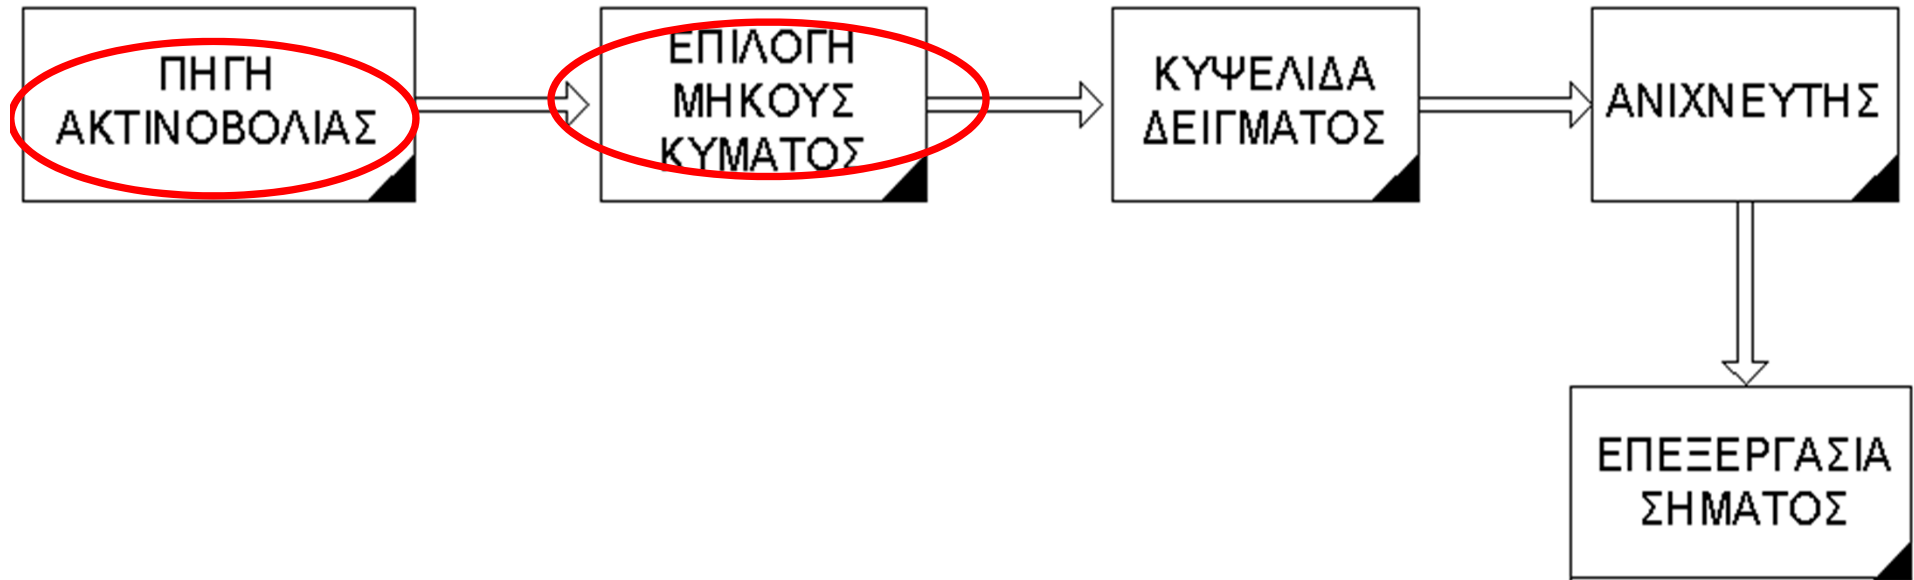 ΠΗΓΗ
ΑΚΤΙΝΟΒΟΛΙΑΣ
ΕΠΙΛΟΓΗ
ΜΗΚΟΥΣ
ΚΥΜΑΤΟΣ
ΚΥΨΕΛΙΔΑ
ΔΕΙΓΜΑΤΟΣ
ΑΝΙΧΝΕΥΤΗΣ
ΕΠΕΞΕΡΓΑΣΙΑ
ΣΗΜΑΤΟΣ